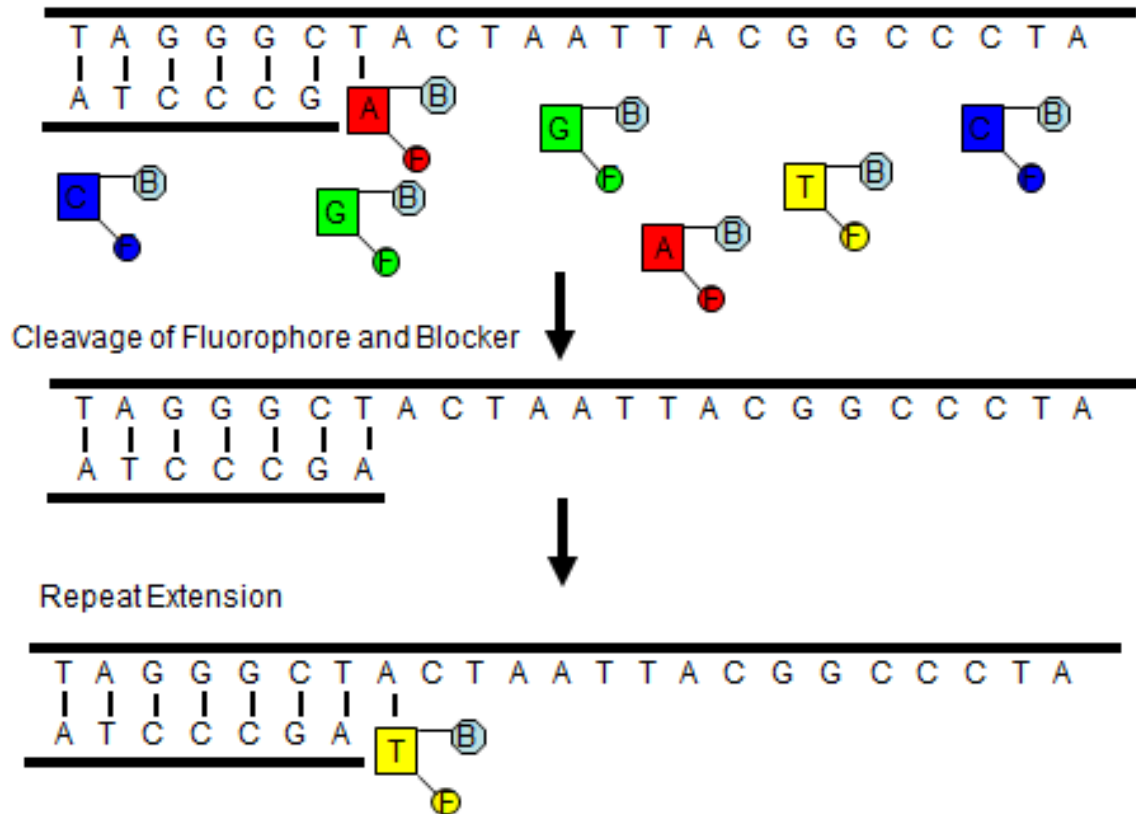 T A G G G C T A C T A A T T A C G G C C C T A
A T C C C G A B
F
G B
F
C B
F
C B
F
G B
F
T B
F
A B
F
Cleavage of Fluorophore and Blocker
T A G G G C T A C T A A T T A C G G C C C T A
A T C C C G A
Repeat Extension
T A G G G C T A C T A A T T A C G G C C C T A
A T C C C G A T B
F